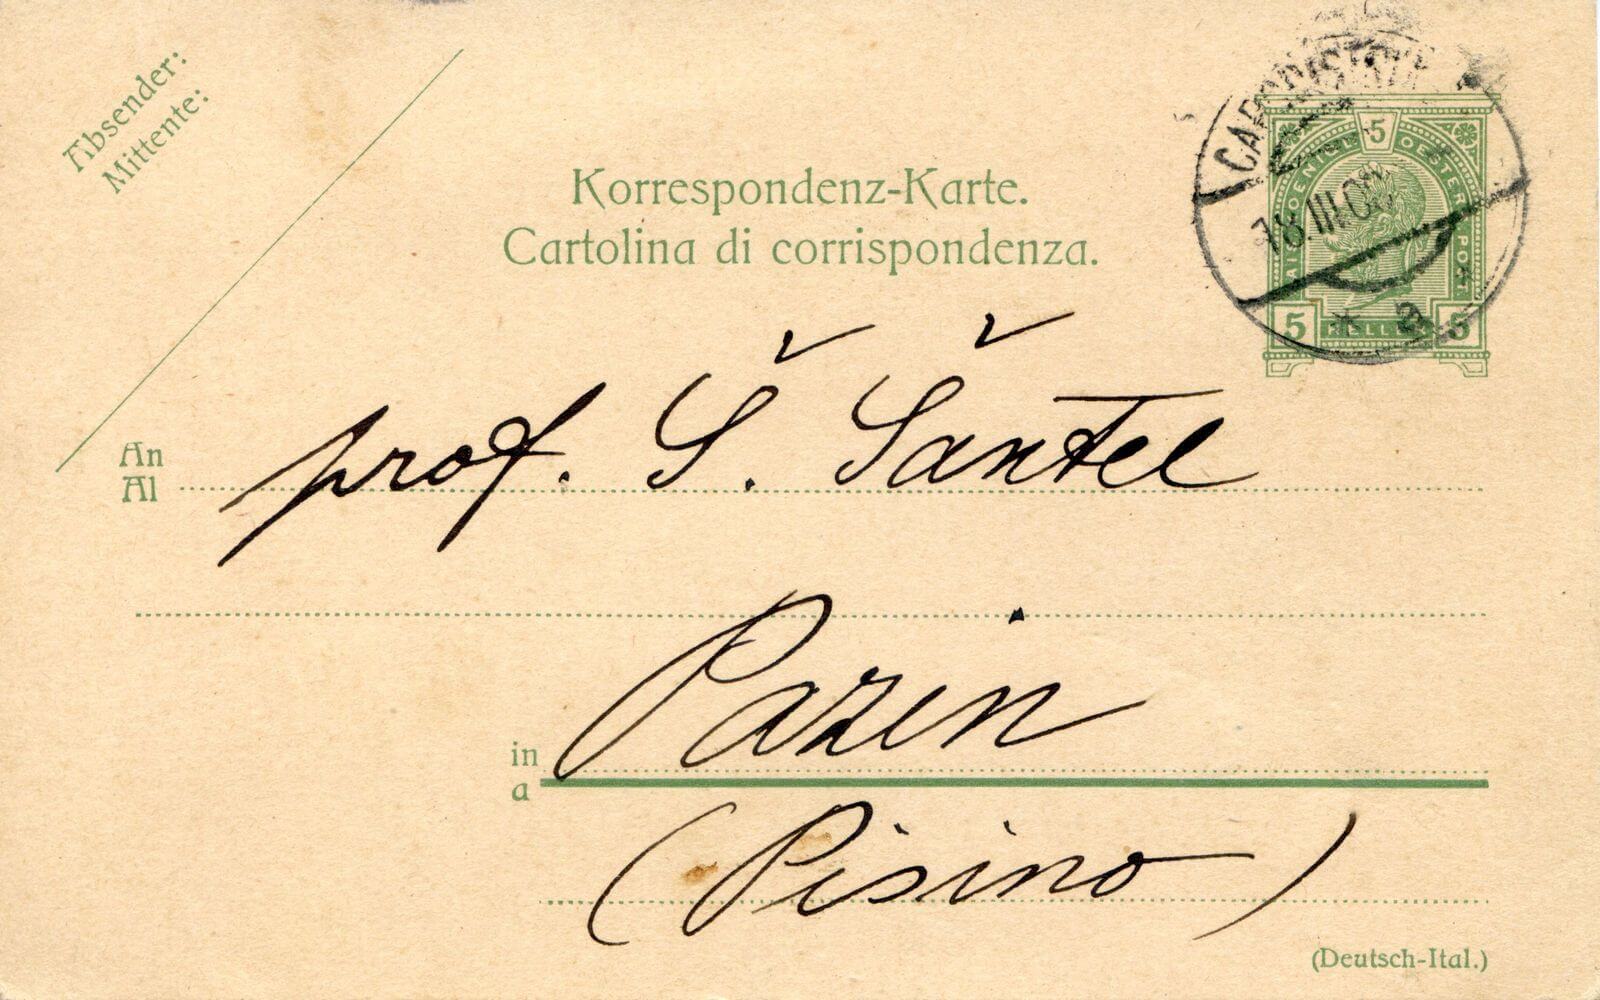 Absender:
Mittente:
Korrespondenz-Karte.
Cartolina di corrispondenza.
CAPODISTRIA
18.III.08
* a
5
KAIS. KOENIGL. OESTERR. POST
5 HELLER 5
An
Al
prof. Š. Šantel
in
a
Pazin
(Pisino)
(Deutsch-Ital.)